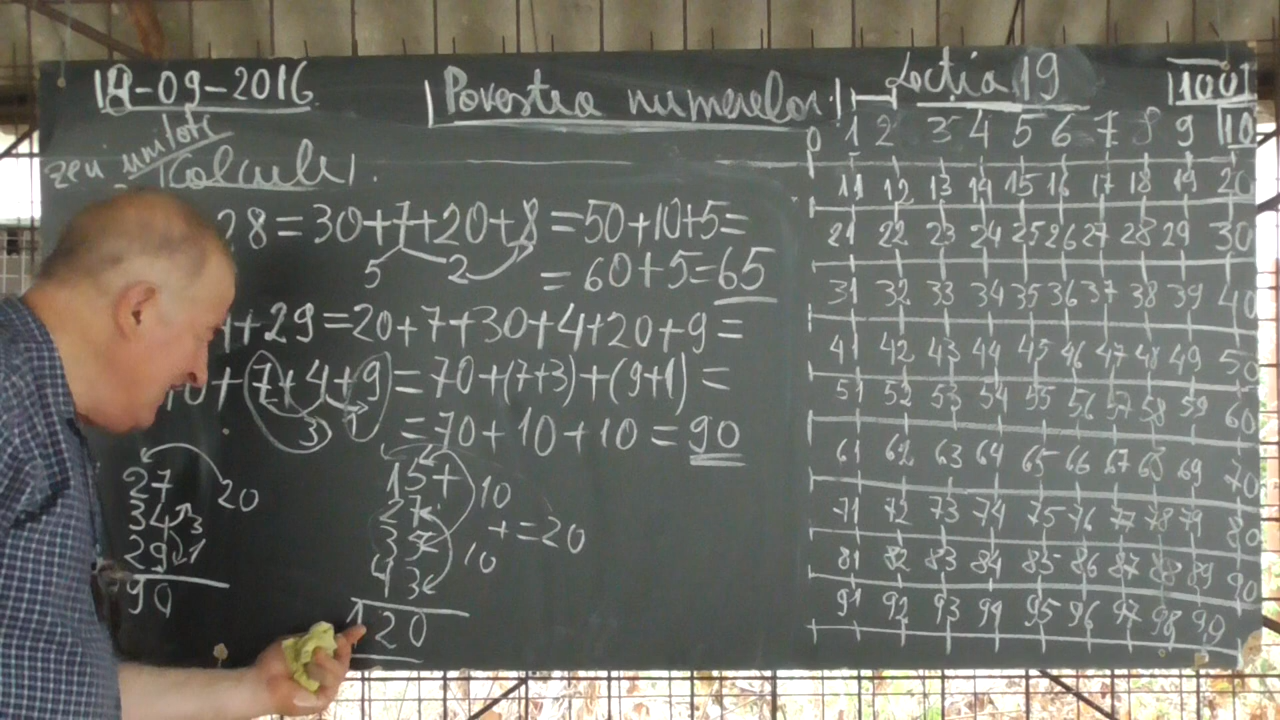 14-09-2016
Povestea numerelor
Lectia 19
100
zeci unitati
Calcule
28=30+7+20+8=50+10+5=
5 2 = 60+5=65
+29=20+7+30+4+20+9=
+(7+4+9)=70+(7+3)+(9+1)=
3 1 =70+10+10=90
27
20
34 3
29 1
90
15+
10
27
+=20
35
10
43
120
0 1 2 3 4 5 6 7 8 9 10
11 12 13 14 15 16 17 18 19 20
21 22 23 24 25 26 27 28 29 30
31 32 33 34 35 36 37 38 39 40
41 42 43 44 45 46 47 48 49 50
51 52 53 54 55 56 57 58 59 60
61 62 63 64 65 66 67 68 69 70
71 72 73 74 75 76 77 78 79 80
81 82 83 84 85 86 87 88 89 90
91 92 93 94 95 96 97 98 99